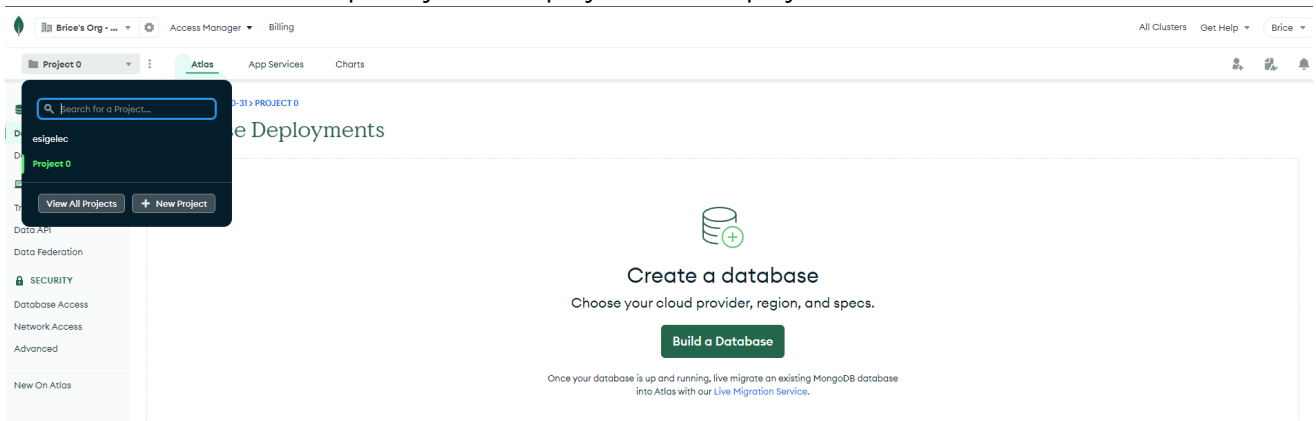 Brice's Org - ...
Access Manager
Billing
All Clusters
Get Help
Brice
Project 0
Atlas
App Services
Charts
Search for a Project...
0-31 > PROJECT 0
e Deployments
esigelec
Project 0
View All Projects
+ New Project
Data API
Data Federation
SECURITY
Database Access
Network Access
Advanced
New On Atlas
Create a database
Choose your cloud provider, region, and specs.
Build a Database
Once your database is up and running, live migrate an existing MongoDB database
into Atlas with our Live Migration Service.